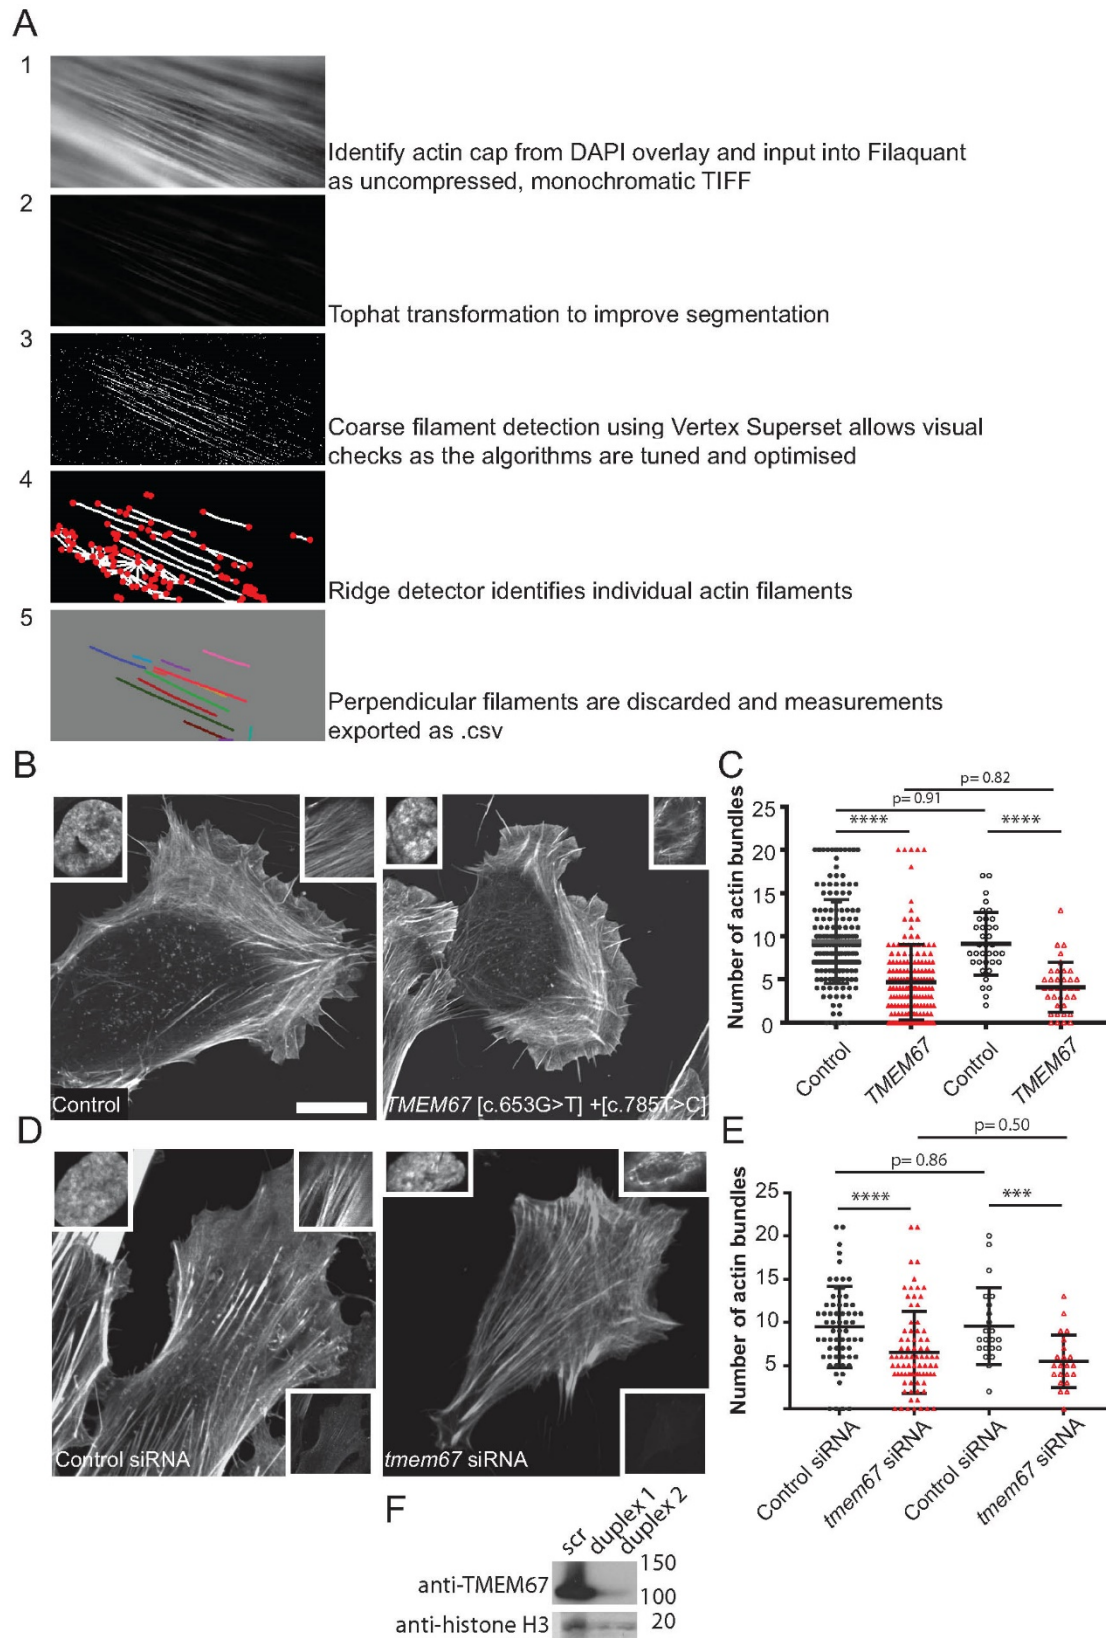 A
1
Identify actin cap from DAPI overlay and input into Filaquant
as uncompressed, monochromatic TIFF
2
Tophat transformation to improve segmentation
3
Coarse filament detection using Vertex Superset allows visual
checks as the algorithms are tuned and optimised
4
Ridge detector identifies individual actin filaments
5
Perpendicular filaments are discarded and measurements
exported as .csv
B
Control
TMEM67 [c.653G>T] +[c.785T>C]
C
p= 0.82
p= 0.91
**** ****
Number of actin bundles
25
20
15
10
5
0
Control
TMEM67
Control
TMEM67
D
Control siRNA
tmem67 siRNA
E
p= 0.50
p= 0.86
**** ***
Number of actin bundles
25
20
15
10
5
Control siRNA
tmem67 siRNA
Control siRNA
tmem67 siRNA
F
scr
duplex 1
duplex 2
anti-TMEM67
150
100
anti-histone H3
20